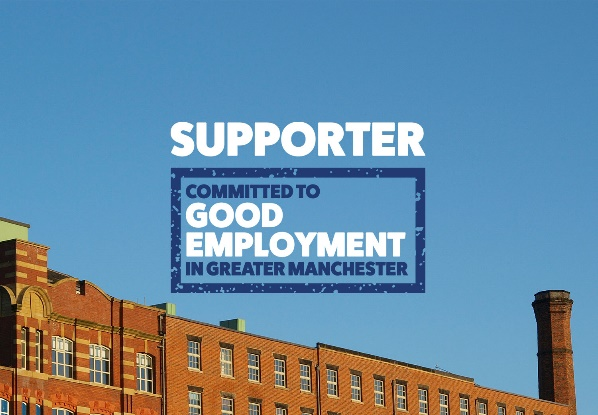 SUPPORTER
COMMITTED TO
GOOD
EMPLOYMENT
IN GREATER MANCHESTER